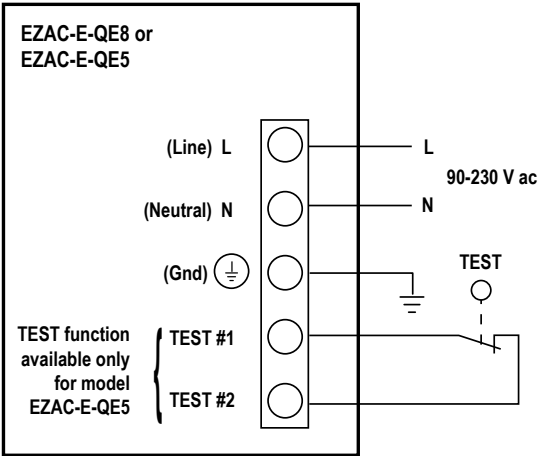 EZAC-E-QE8 or
EZAC-E-QE5
(Line) L
L
90-230 V ac
(Neutral) N
N
(Gnd)
TEST
TEST function
available only
for model
EZAC-E-QE5
TEST #1
TEST #2